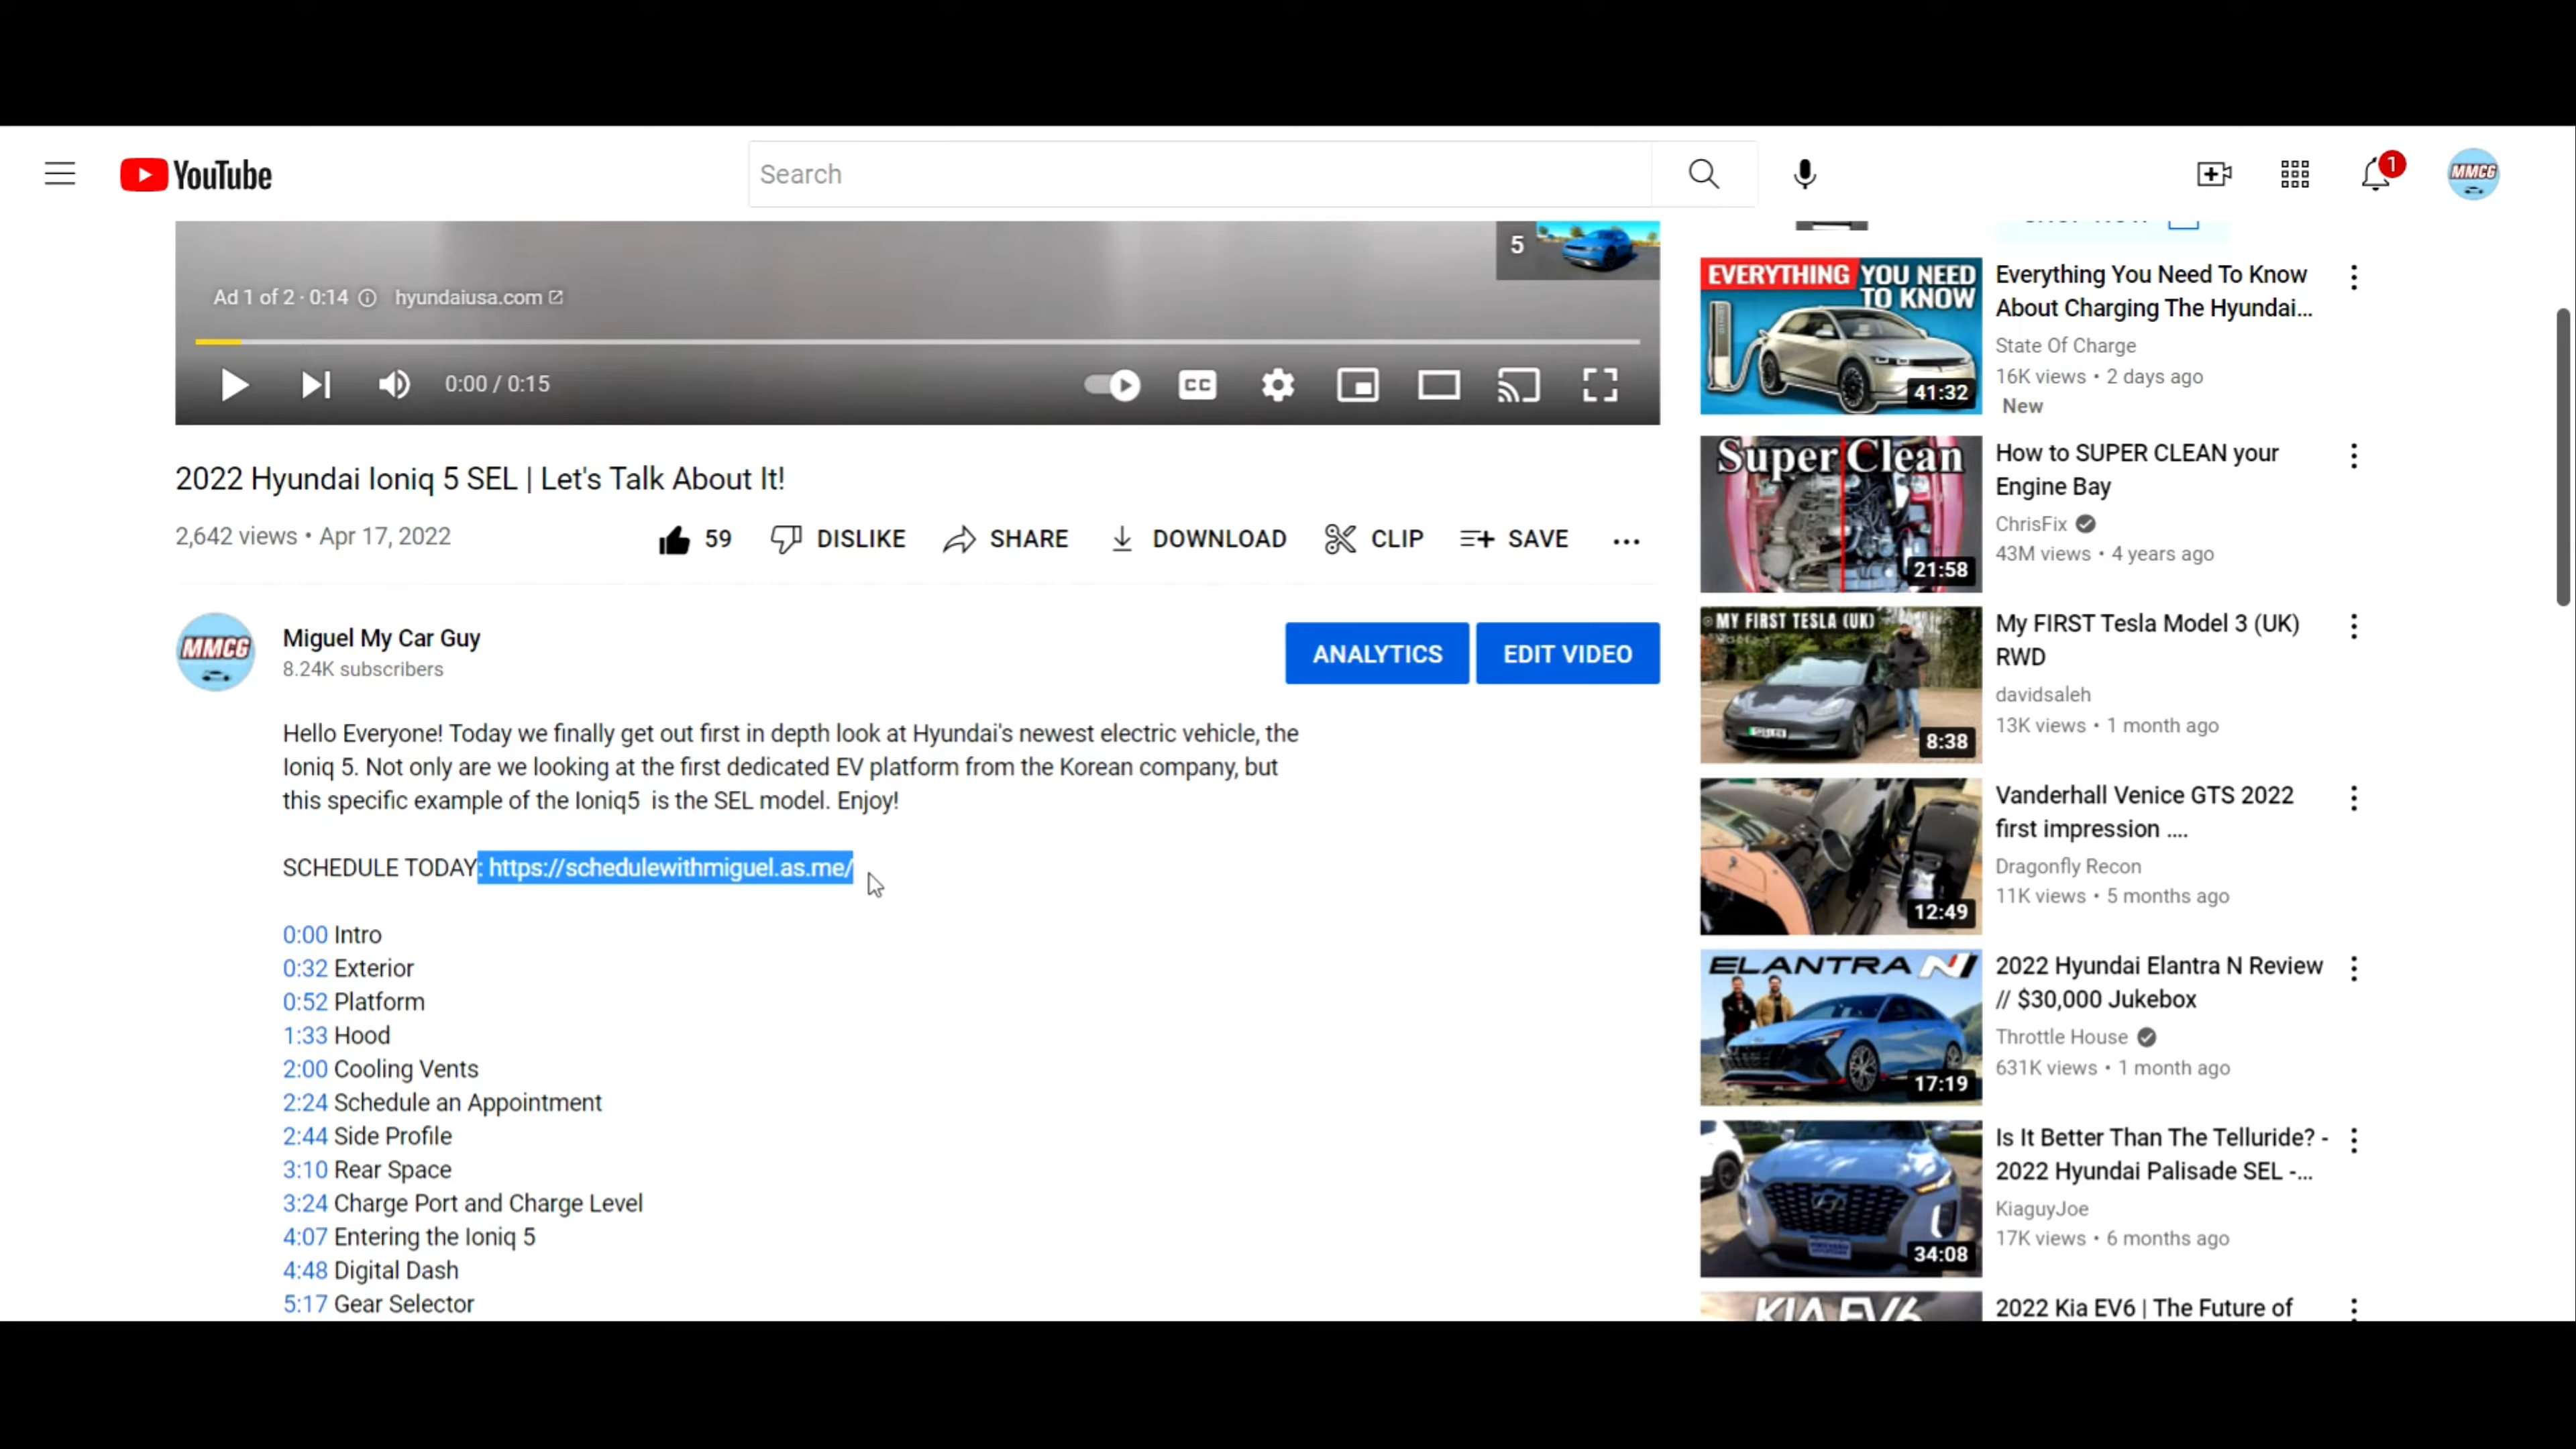 YouTube
Search
1
MMCG
5
Ad 1 of 2 · 0:14
hyundaiusa.com
0:00 / 0:15
CC
2022 Hyundai Ioniq 5 SEL | Let's Talk About It!
2,642 views • Apr 17, 2022
59
DISLIKE
SHARE
DOWNLOAD
CLIP
SAVE
MMCG
Miguel My Car Guy
8.24K subscribers
ANALYTICS
EDIT VIDEO
Hello Everyone! Today we finally get out first in depth look at Hyundai's newest electric vehicle, the
Ioniq 5. Not only are we looking at the first dedicated EV platform from the Korean company, but
this specific example of the Ioniq5  is the SEL model. Enjoy!
SCHEDULE TODAY: https://schedulewithmiguel.as.me/
0:00 Intro
0:32 Exterior
0:52 Platform
1:33 Hood
2:00 Cooling Vents
2:24 Schedule an Appointment
2:44 Side Profile
3:10 Rear Space
3:24 Charge Port and Charge Level
4:07 Entering the Ioniq 5
4:48 Digital Dash
5:17 Gear Selector
EVERYTHING YOU NEED
TO KNOW
41:32
Everything You Need To Know
About Charging The Hyundai...
State Of Charge
16K views • 2 days ago
New
Super Clean
21:58
How to SUPER CLEAN your
Engine Bay
ChrisFix
43M views • 4 years ago
MY FIRST TESLA (UK)
8:38
My FIRST Tesla Model 3 (UK)
RWD
davidsaleh
13K views • 1 month ago
12:49
Vanderhall Venice GTS 2022
first impression ....
Dragonfly Recon
11K views • 5 months ago
ELANTRA N
17:19
2022 Hyundai Elantra N Review
// $30,000 Jukebox
Throttle House
631K views • 1 month ago
34:08
Is It Better Than The Telluride? -
2022 Hyundai Palisade SEL -...
KiaguyJoe
17K views • 6 months ago
KIA EV6
2022 Kia EV6 | The Future of